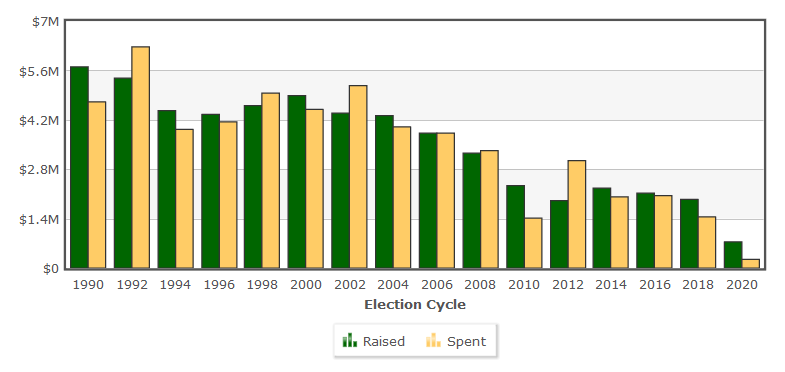 $7M
$5.6M
$4.2M
$2.8M
$1.4M
$0
1990 1992 1994 1996 1998 2000 2002 2004 2006 2008 2010 2012 2014 2016 2018 2020
Election Cycle
Raised Spent